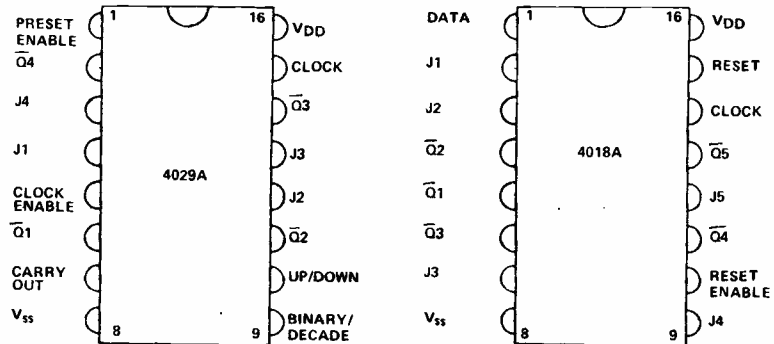 1 16
PRESET
ENABLE
VDD
Q̅4
CLOCK
J4
Q̅3
J1
J3
4029A
CLOCK
ENABLE
J2
Q̅1
Q̅2
CARRY
OUT
UP/DOWN
Vss
8 9
BINARY/
DECADE
DATA
1 16
VDD
J1
RESET
J2
CLOCK
Q̅2
4018A
Q̅5
Q̅1
J5
Q̅3
Q̅4
J3
RESET
ENABLE
Vss
8 9
J4